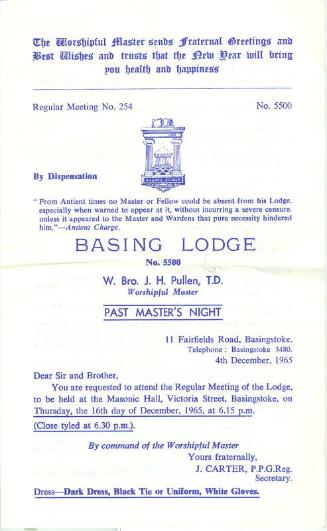 The Worshipful Master sends Fraternal Greetings and
Best Wishes and trusts that the New Year will bring
you health and happiness
Regular Meeting No. 254 No. 5500
By Dispensation
" From Antient times no Master or Fellow could be absent from his Lodge,
especially when warned to appear at it, without incurring a severe censure,
unless it appeared to the Master and Wardens that pure necessity hindered
him."—Antient Charge.
BASING LODGE
No. 5500
W. Bro. J. H. Pullen, T.D.
Worshipful Master
PAST MASTER'S NIGHT
11 Fairfields Road, Basingstoke.
Telephone : Basingstoke 3480.
4th December, 1965
Dear Sir and Brother,
You are requested to attend the Regular Meeting of the Lodge,
to be held at the Masonic Hall, Victoria Street, Basingstoke, on
Thursday, the 16th day of December, 1965, at 6.15 p.m.
(Close tyled at 6.30 p.m.).
By command of the Worshipful Master
Yours fraternally,
J. CARTER, P.P.G.Reg.
Secretary.
Dress—Dark Dress, Black Tie or Uniform, White Gloves.